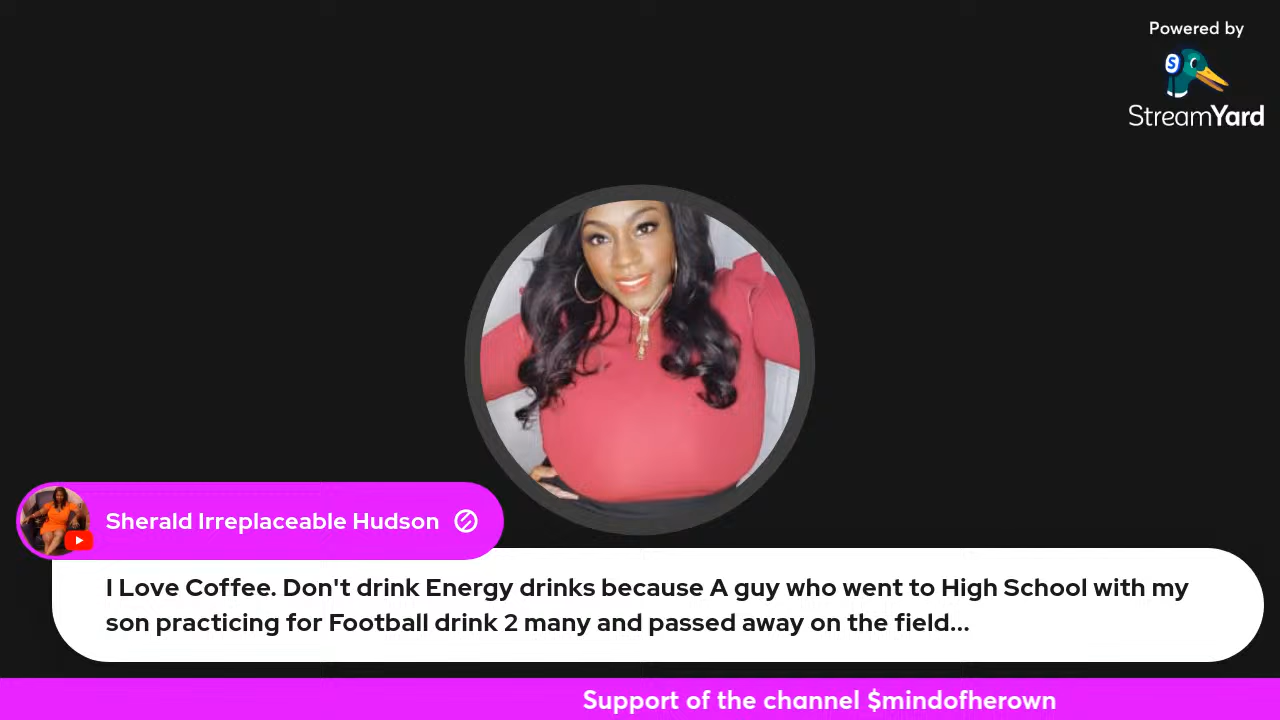 Powered by
S
StreamYard
Sherald Irreplaceable Hudson
I Love Coffee. Don't drink Energy drinks because A guy who went to High School with my
son practicing for Football drink 2 many and passed away on the field...
Support of the channel $mindofherown